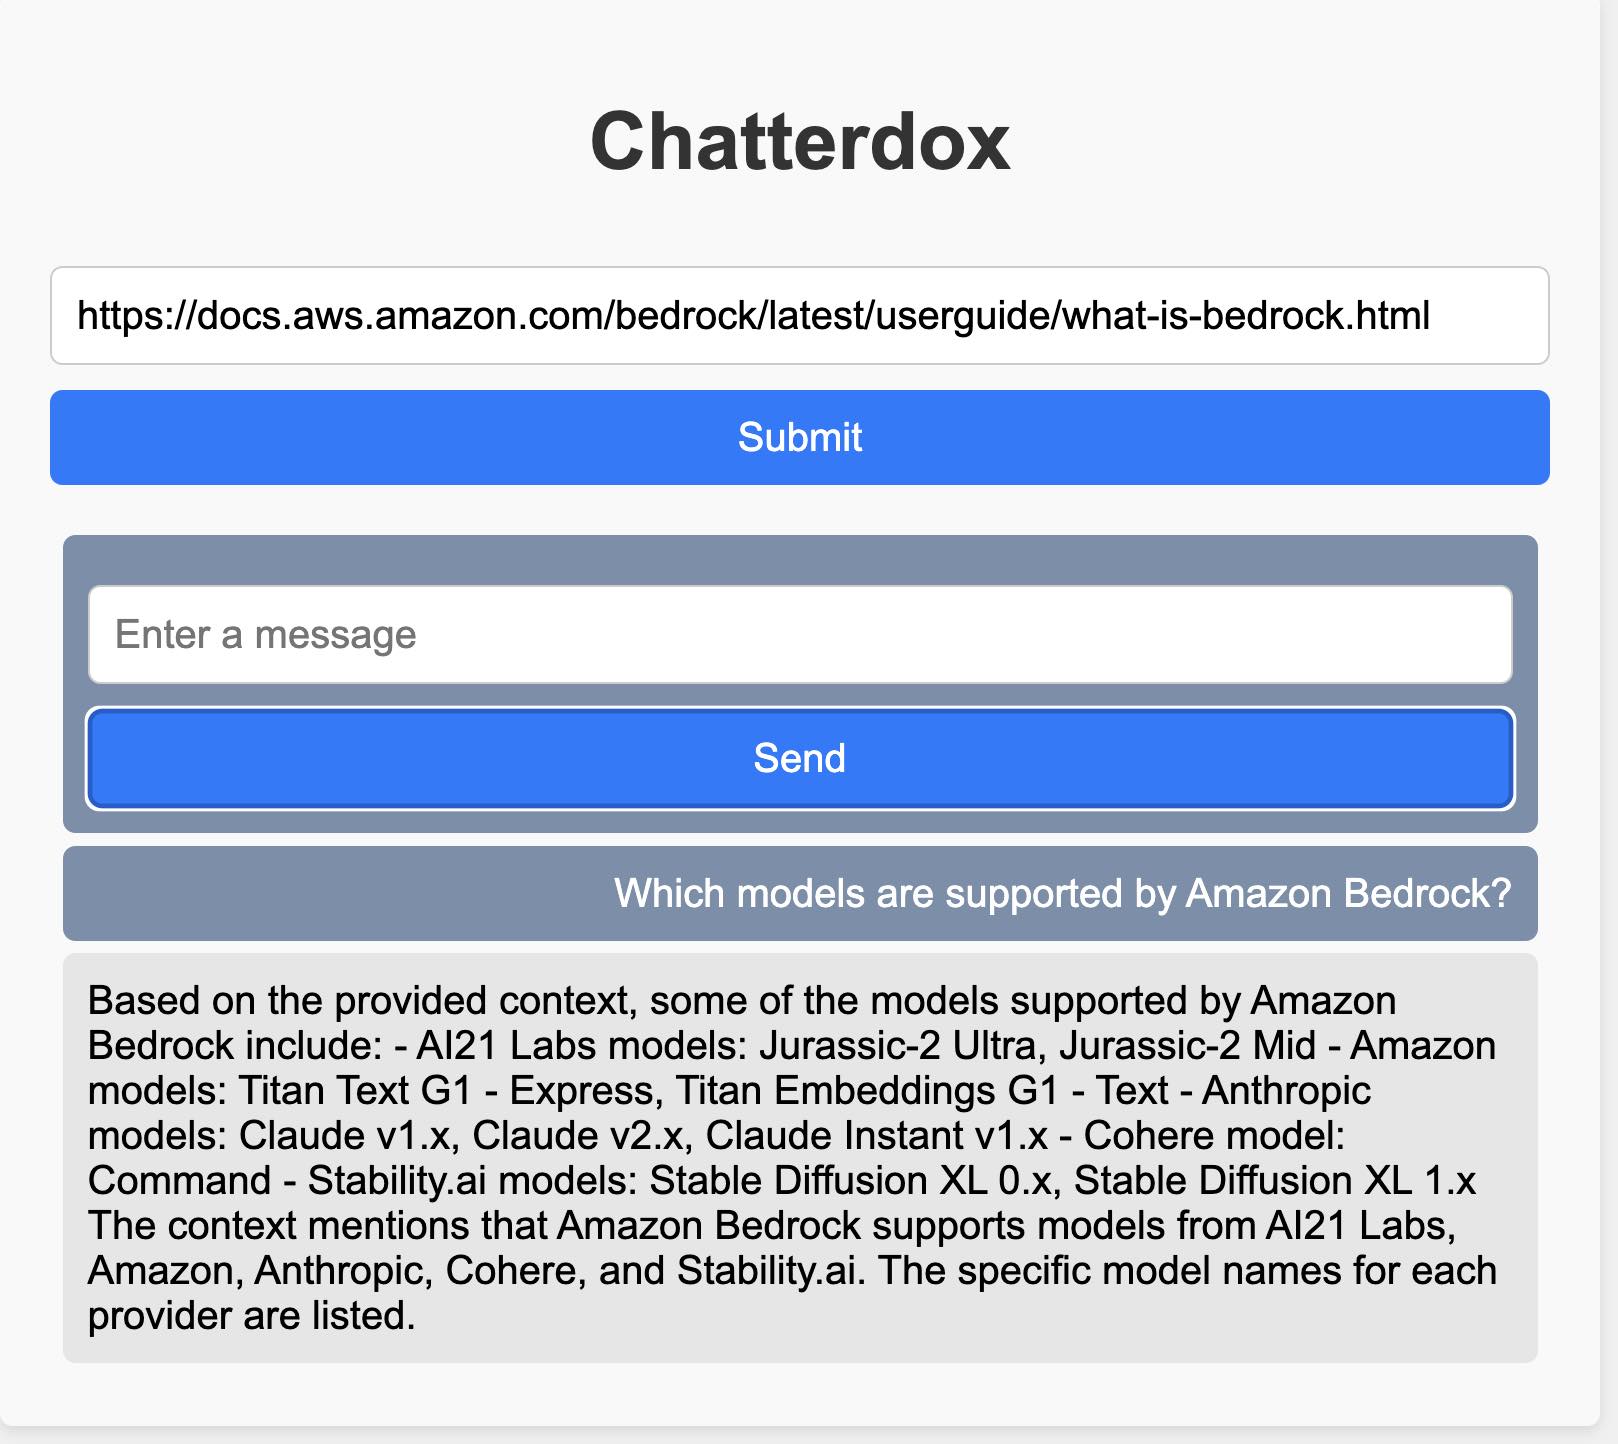 Chatterdox
https://docs.aws.amazon.com/bedrock/latest/userguide/what-is-bedrock.html
Submit
Enter a message
Send
Which models are supported by Amazon Bedrock?
Based on the provided context, some of the models supported by Amazon
Bedrock include: - AI21 Labs models: Jurassic-2 Ultra, Jurassic-2 Mid - Amazon
models: Titan Text G1 - Express, Titan Embeddings G1 - Text - Anthropic
models: Claude v1.x, Claude v2.x, Claude Instant v1.x - Cohere model:
Command - Stability.ai models: Stable Diffusion XL 0.x, Stable Diffusion XL 1.x
The context mentions that Amazon Bedrock supports models from AI21 Labs,
Amazon, Anthropic, Cohere, and Stability.ai. The specific model names for each
provider are listed.